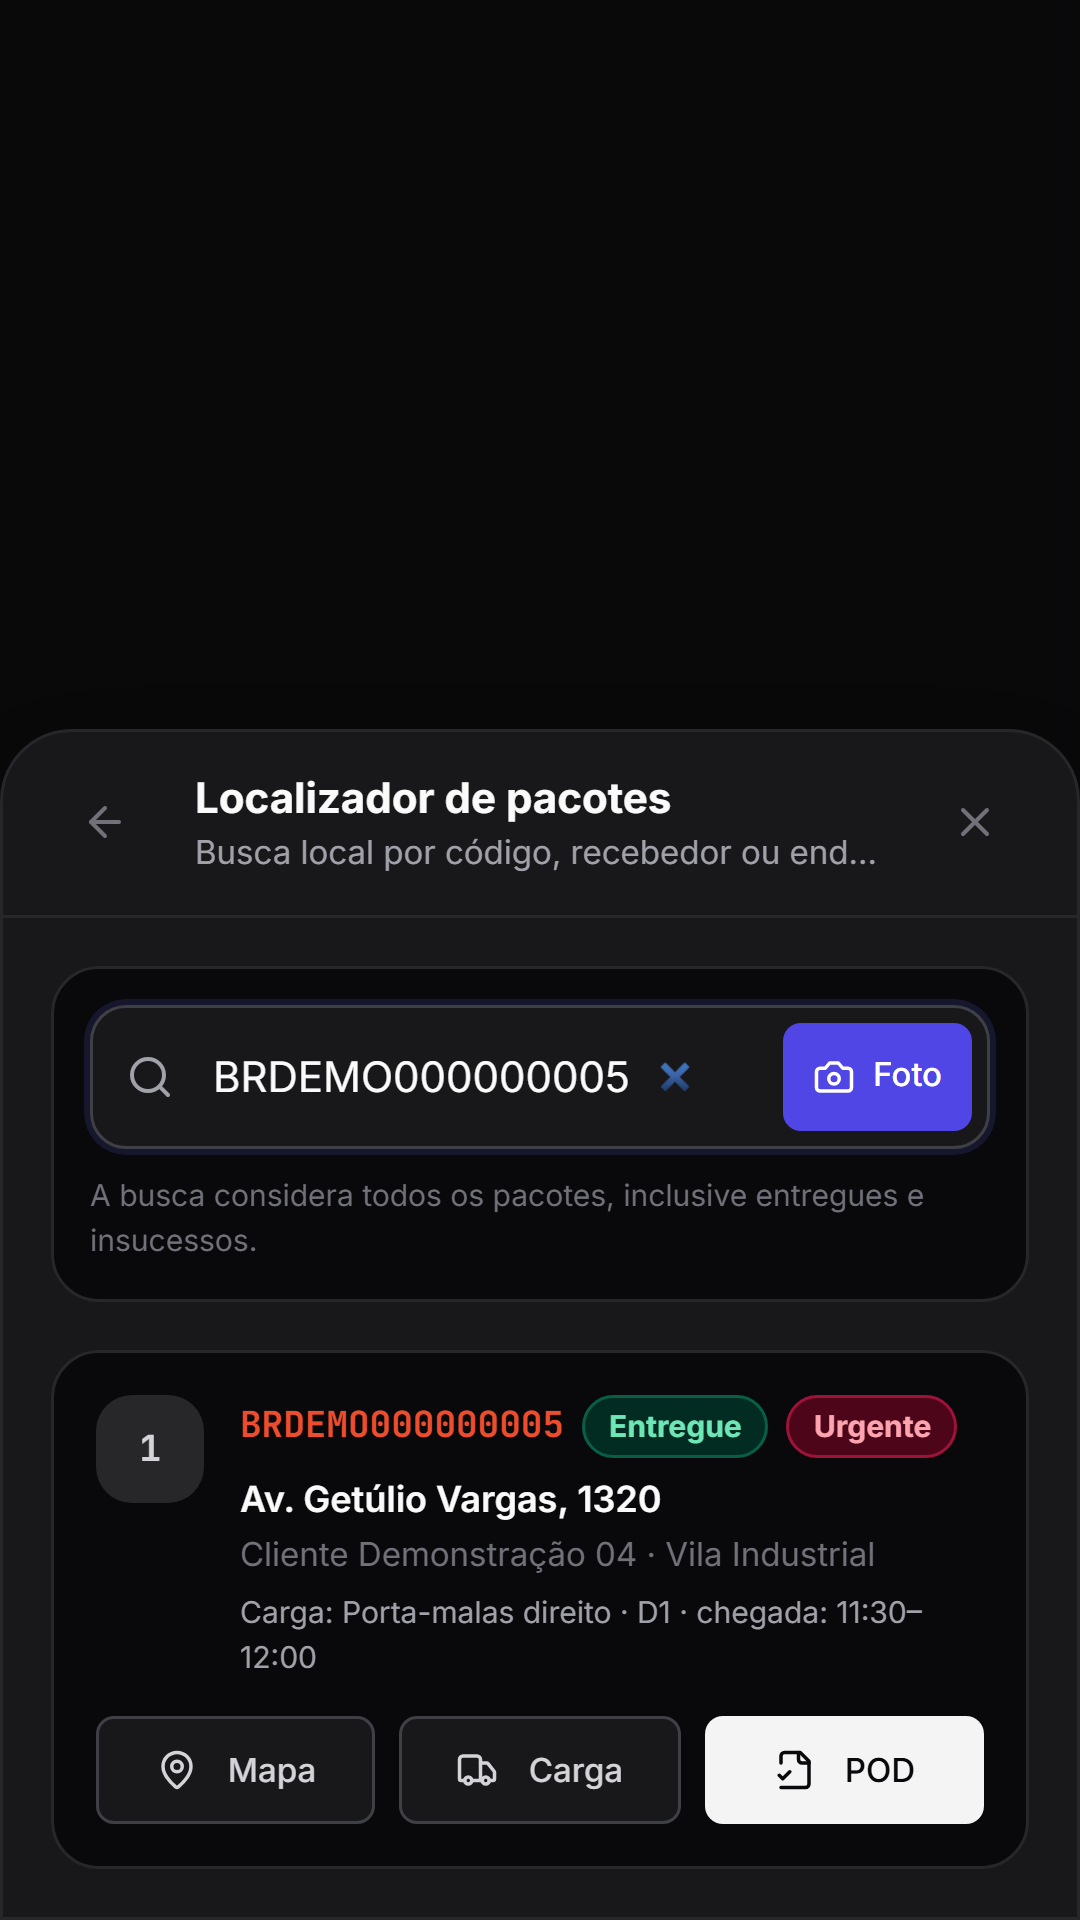 Localizador de pacotes
Busca local por código, recebedor ou end...
BRDEMO000000005
Foto
A busca considera todos os pacotes, inclusive entregues e
insucessos.
1
BRDEMO000000005
Entregue
Urgente
Av. Getúlio Vargas, 1320
Cliente Demonstração 04 · Vila Industrial
Carga: Porta-malas direito · D1 · chegada: 11:30–
12:00
Mapa
Carga
POD